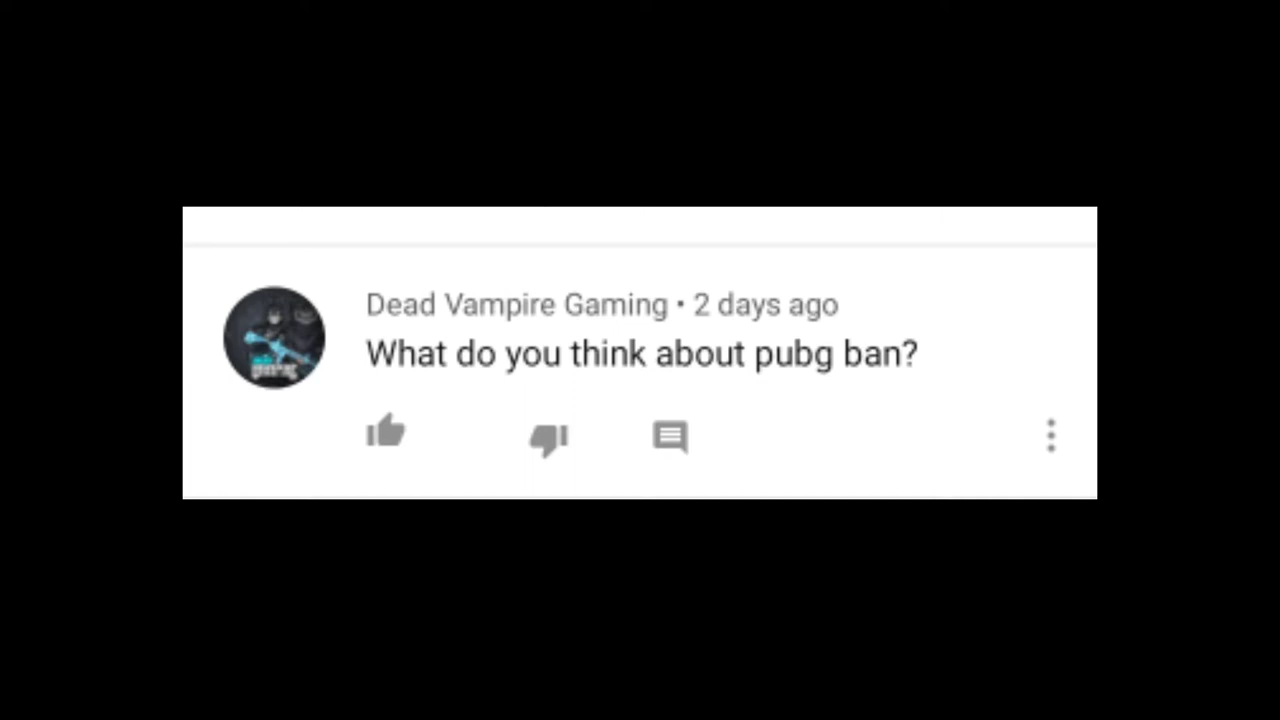 Dead Vampire Gaming • 2 days ago
What do you think about pubg ban?